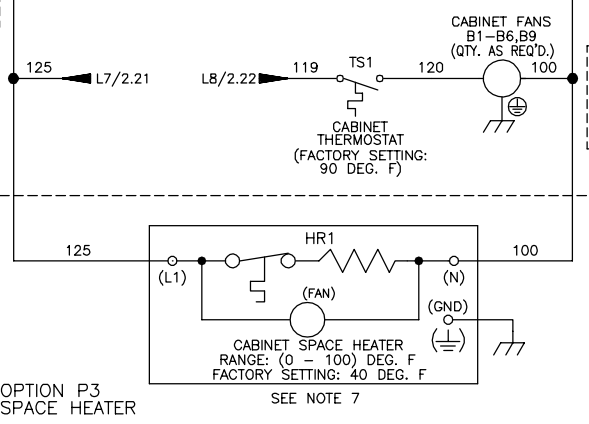 CABINET FANS
B1-B6,B9
(QTY. AS REQ'D.)
125
L7/2.21
L8/2.22
119
TS1
120
100
CABINET
THERMOSTAT
(FACTORY SETTING:
90 DEG. F)
125
HR1
100
(L1)
(N)
(FAN)
(GND)
CABINET SPACE HEATER
RANGE: (0 - 100) DEG. F
FACTORY SETTING: 40 DEG. F
OPTION P3
SPACE HEATER
SEE NOTE 7